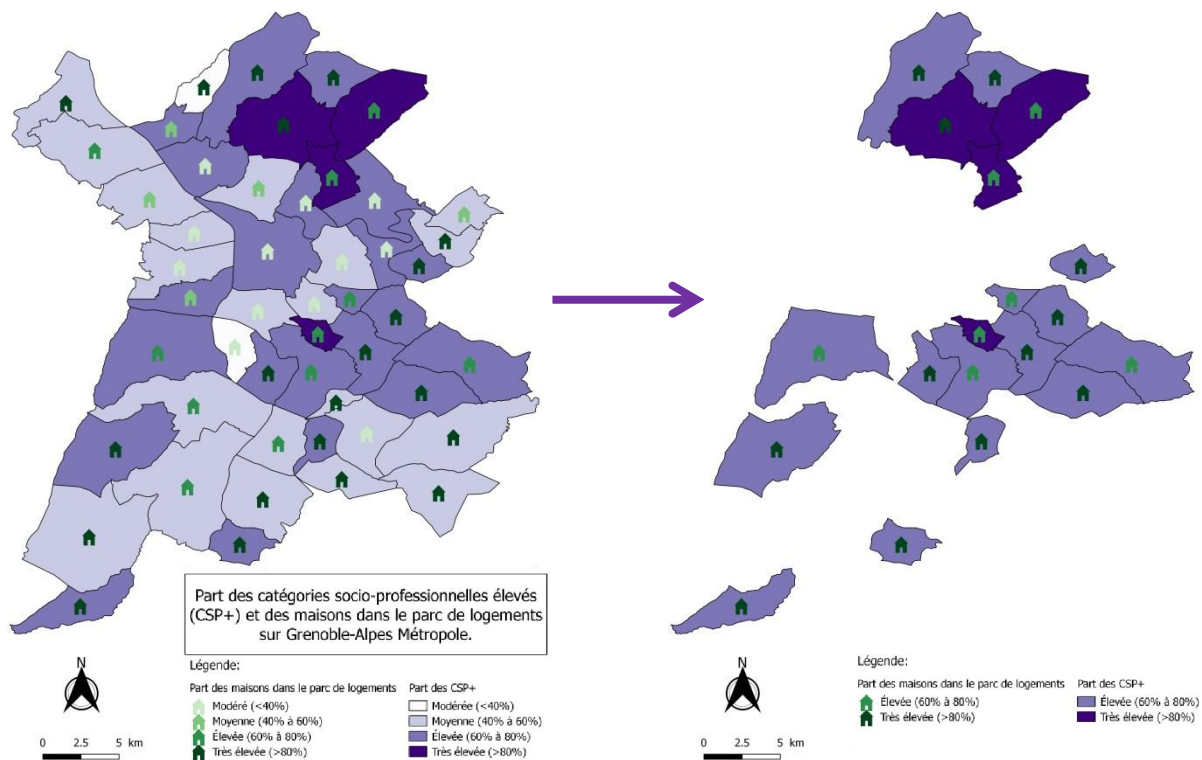 Part des catégories socio-professionnelles élevés
(CSP+) et des maisons dans le parc de logements
sur Grenoble-Alpes Métropole.
N
Légende:
Part des maisons dans le parc de logements
Modéré (<40%)
Moyenne (40% à 60%)
Élevée (60% à 80%)
Très élevée (>80%)
Part des CSP+
Modérée (<40%)
Moyenne (40% à 60%)
Élevée (60% à 80%)
Très élevée (>80%)
0 2.5 5 km
N
Légende:
Part des maisons dans le parc de logements
Élevée (60% à 80%)
Très élevée (>80%)
Part des CSP+
Élevée (60% à 80%)
Très élevée (>80%)
0 2.5 5 km